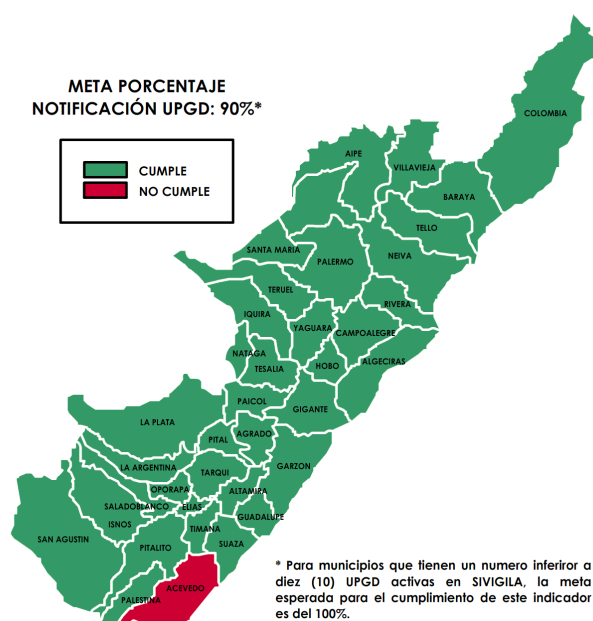 META PORCENTAJE
NOTIFICACIÓN UPGD: 90%*
CUMPLE
NO CUMPLE
COLOMBIA
AIPE
VILLAVIEJA
BARAYA
TELLO
SANTA MARIA
PALERMO
NEIVA
TERUEL
RIVERA
IQUIRA
YAGUARA
CAMPOALEGRE
NATAGA
TESALIA
HOBO
ALGECIRAS
PAICOL
GIGANTE
LA PLATA
PITAL
AGRADO
LA ARGENTINA
TARQUI
GARZON
OPORAPA
ALTAMIRA
SALADOBLANCO
ELIAS
ISNOS
GUADALUPE
TIMANA
SAN AGUSTIN
PITALITO
SUAZA
ACEVEDO
PALESTINA
* Para municipios que tienen un numero inferiror a
diez (10) UPGD activas en SIVIGILA, la meta
esperada para el cumplimiento de este indicador
es del 100%.